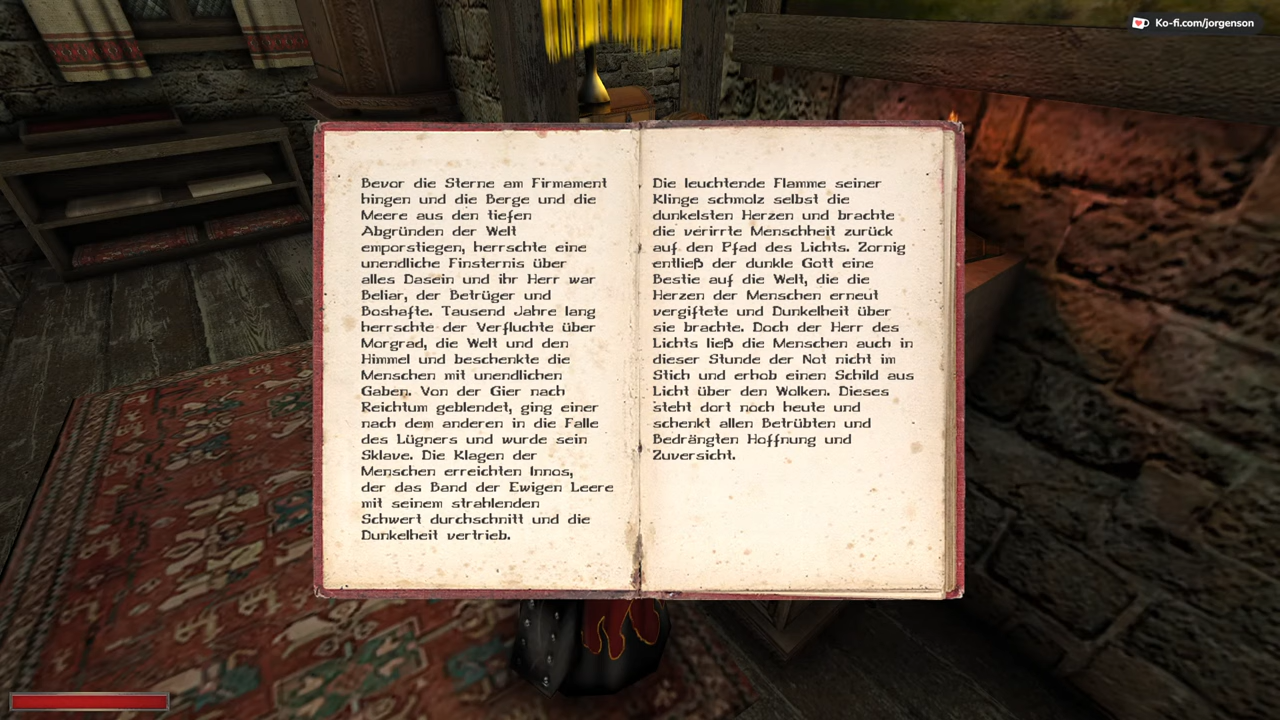 Ko-fi.com/jorgenson
Bevor die Sterne am Firmament
hingen und die Berge und die
Meere aus den tiefen
Abgründen der Welt
emporstiegen, herrschte eine
unendliche Finsternis über
alles Dasein und ihr Herr war
Beliar, der Betrüger und
Boshafte. Tausend Jahre lang
herrschte der Verfluchte über
Morgrad, die Welt und den
Himmel und beschenkte die
Menschen mit unendlichen
Gaben. Von der Gier nach
Reichtum geblendet, ging einer
nach dem anderen in die Falle
des Lügners und wurde sein
Sklave. Die Klagen der
Menschen erreichten Innos,
der das Band der Ewigen Leere
mit seinem strahlenden
Schwert durchschnitt und die
Dunkelheit vertrieb.
Die leuchtende Flamme seiner
Klinge schmolz selbst die
dunkelsten Herzen und brachte
die verirrte Menschheit zurück
auf den Pfad des Lichts. Zornig
entließ der dunkle Gott eine
Bestie auf die Welt, die die
Herzen der Menschen erneut
vergiftete und Dunkelheit über
sie brachte. Doch der Herr des
Lichts ließ die Menschen auch in
dieser Stunde der Not nicht im
Stich und erhob einen Schild aus
Licht über den Wolken. Dieses
steht dort noch heute und
schenkt allen Betrübten und
Bedrängten Hoffnung und
Zuversicht.